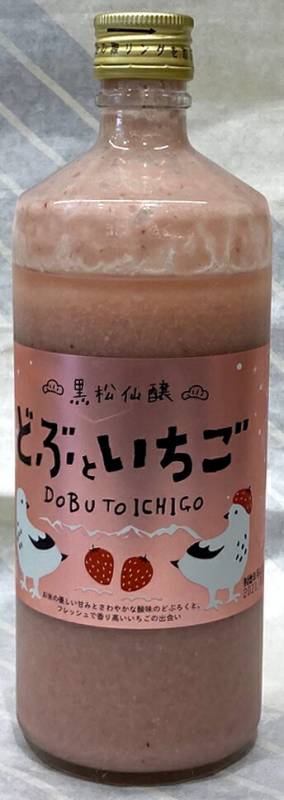 黒松仙醸
どぶといちご
DOBU TO ICHIGO
お米の優しい甘みとさわやかな酸味のどぶろくと、
フレッシュで香り高いいちごの出会い